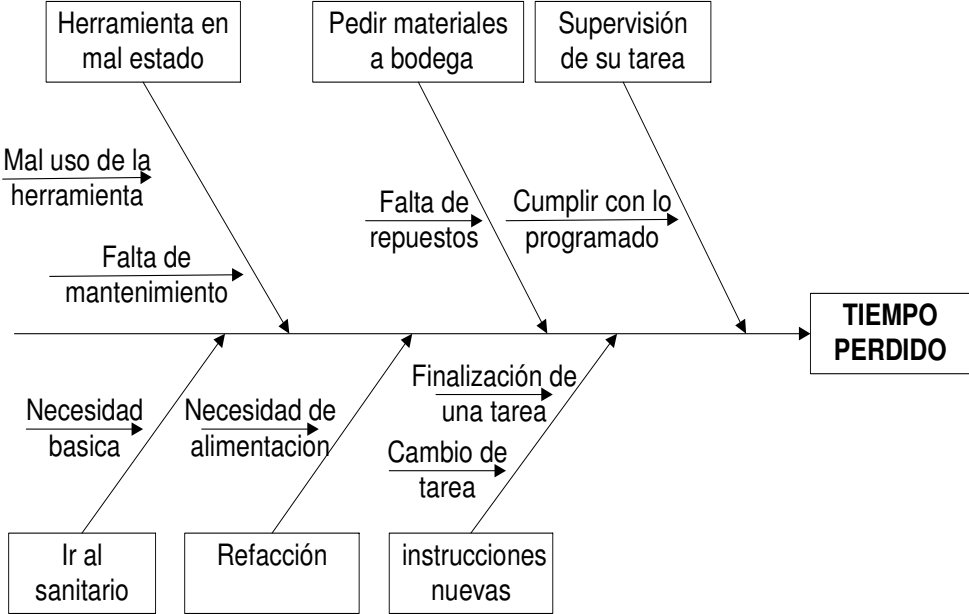 Herramienta en
mal estado
Pedir materiales
a bodega
Supervisión
de su tarea
Mal uso de la
herramienta
Falta de
mantenimiento
Falta de
repuestos
Cumplir con lo
programado
TIEMPO
PERDIDO
Necesidad
basica
Necesidad de
alimentación
Finalización de
una tarea
Cambio de
tarea
Ir al
sanitario
Refacción
instrucciones
nuevas